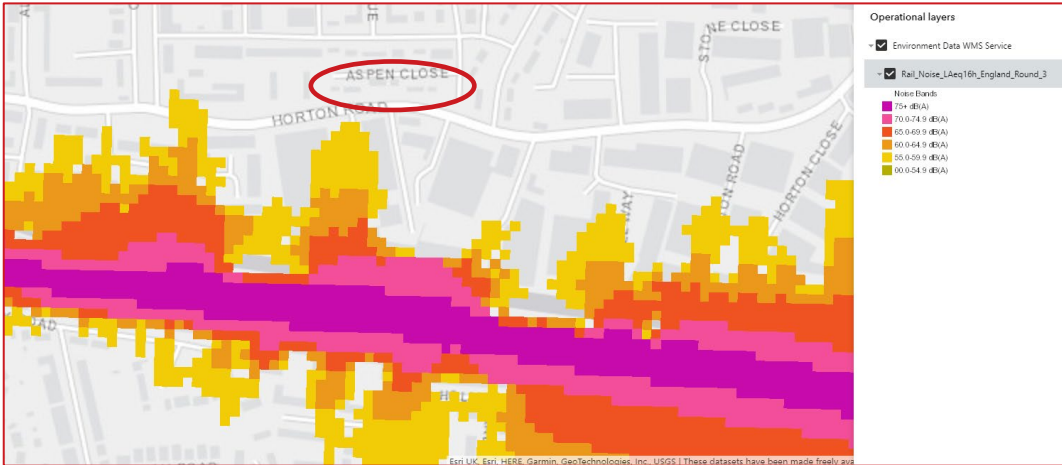 STONE CLOSE
ASPEN CLOSE
HORTON ROAD
HORTON CLOSE
Operational layers
Environment Data WMS Service
Rail_Noise_LAeq16h_England_Round_3
Noise Bands
75+ dB(A)
70.0-74.9 dB(A)
65.0-69.9 dB(A)
60.0-64.9 dB(A)
55.0-59.9 dB(A)
00.0-54.9 dB(A)
Esri UK, Esri, HERE, Garmin, GeoTechnologies, Inc., USGS | These datasets have been made freely ava